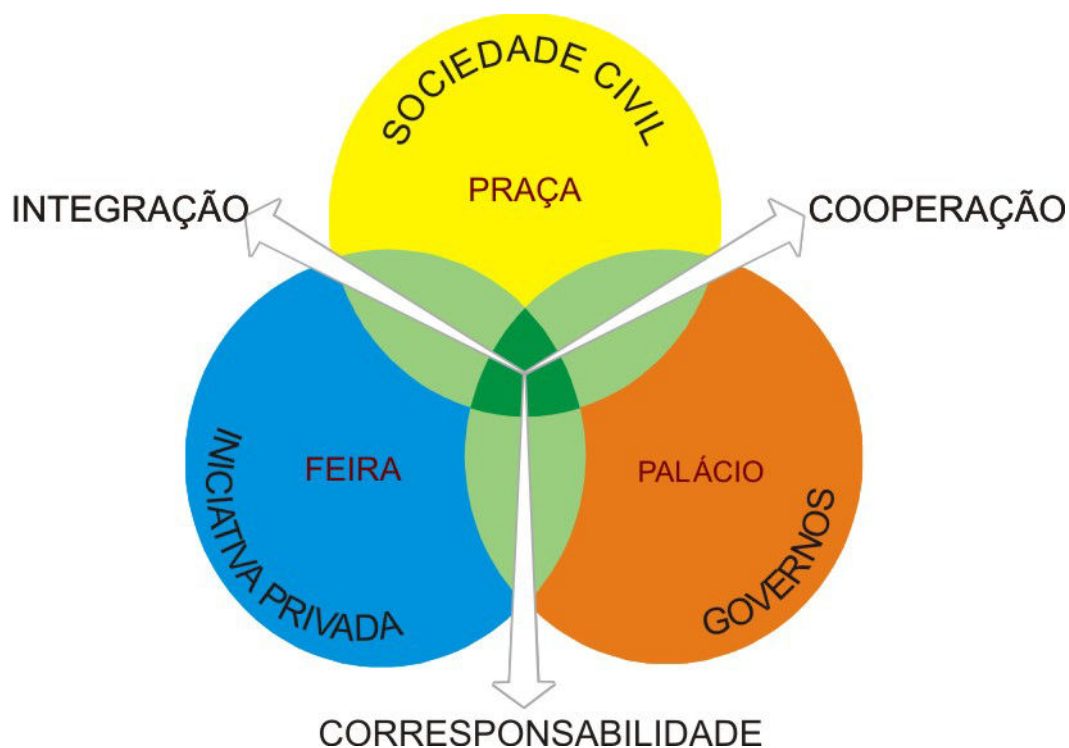 SOCIEDADE CIVIL
PRAÇA
INTEGRAÇÃO
COOPERAÇÃO
FEIRA
PALÁCIO
INICIATIVA PRIVADA
GOVERNOS
CORRESPONSABILIDADE